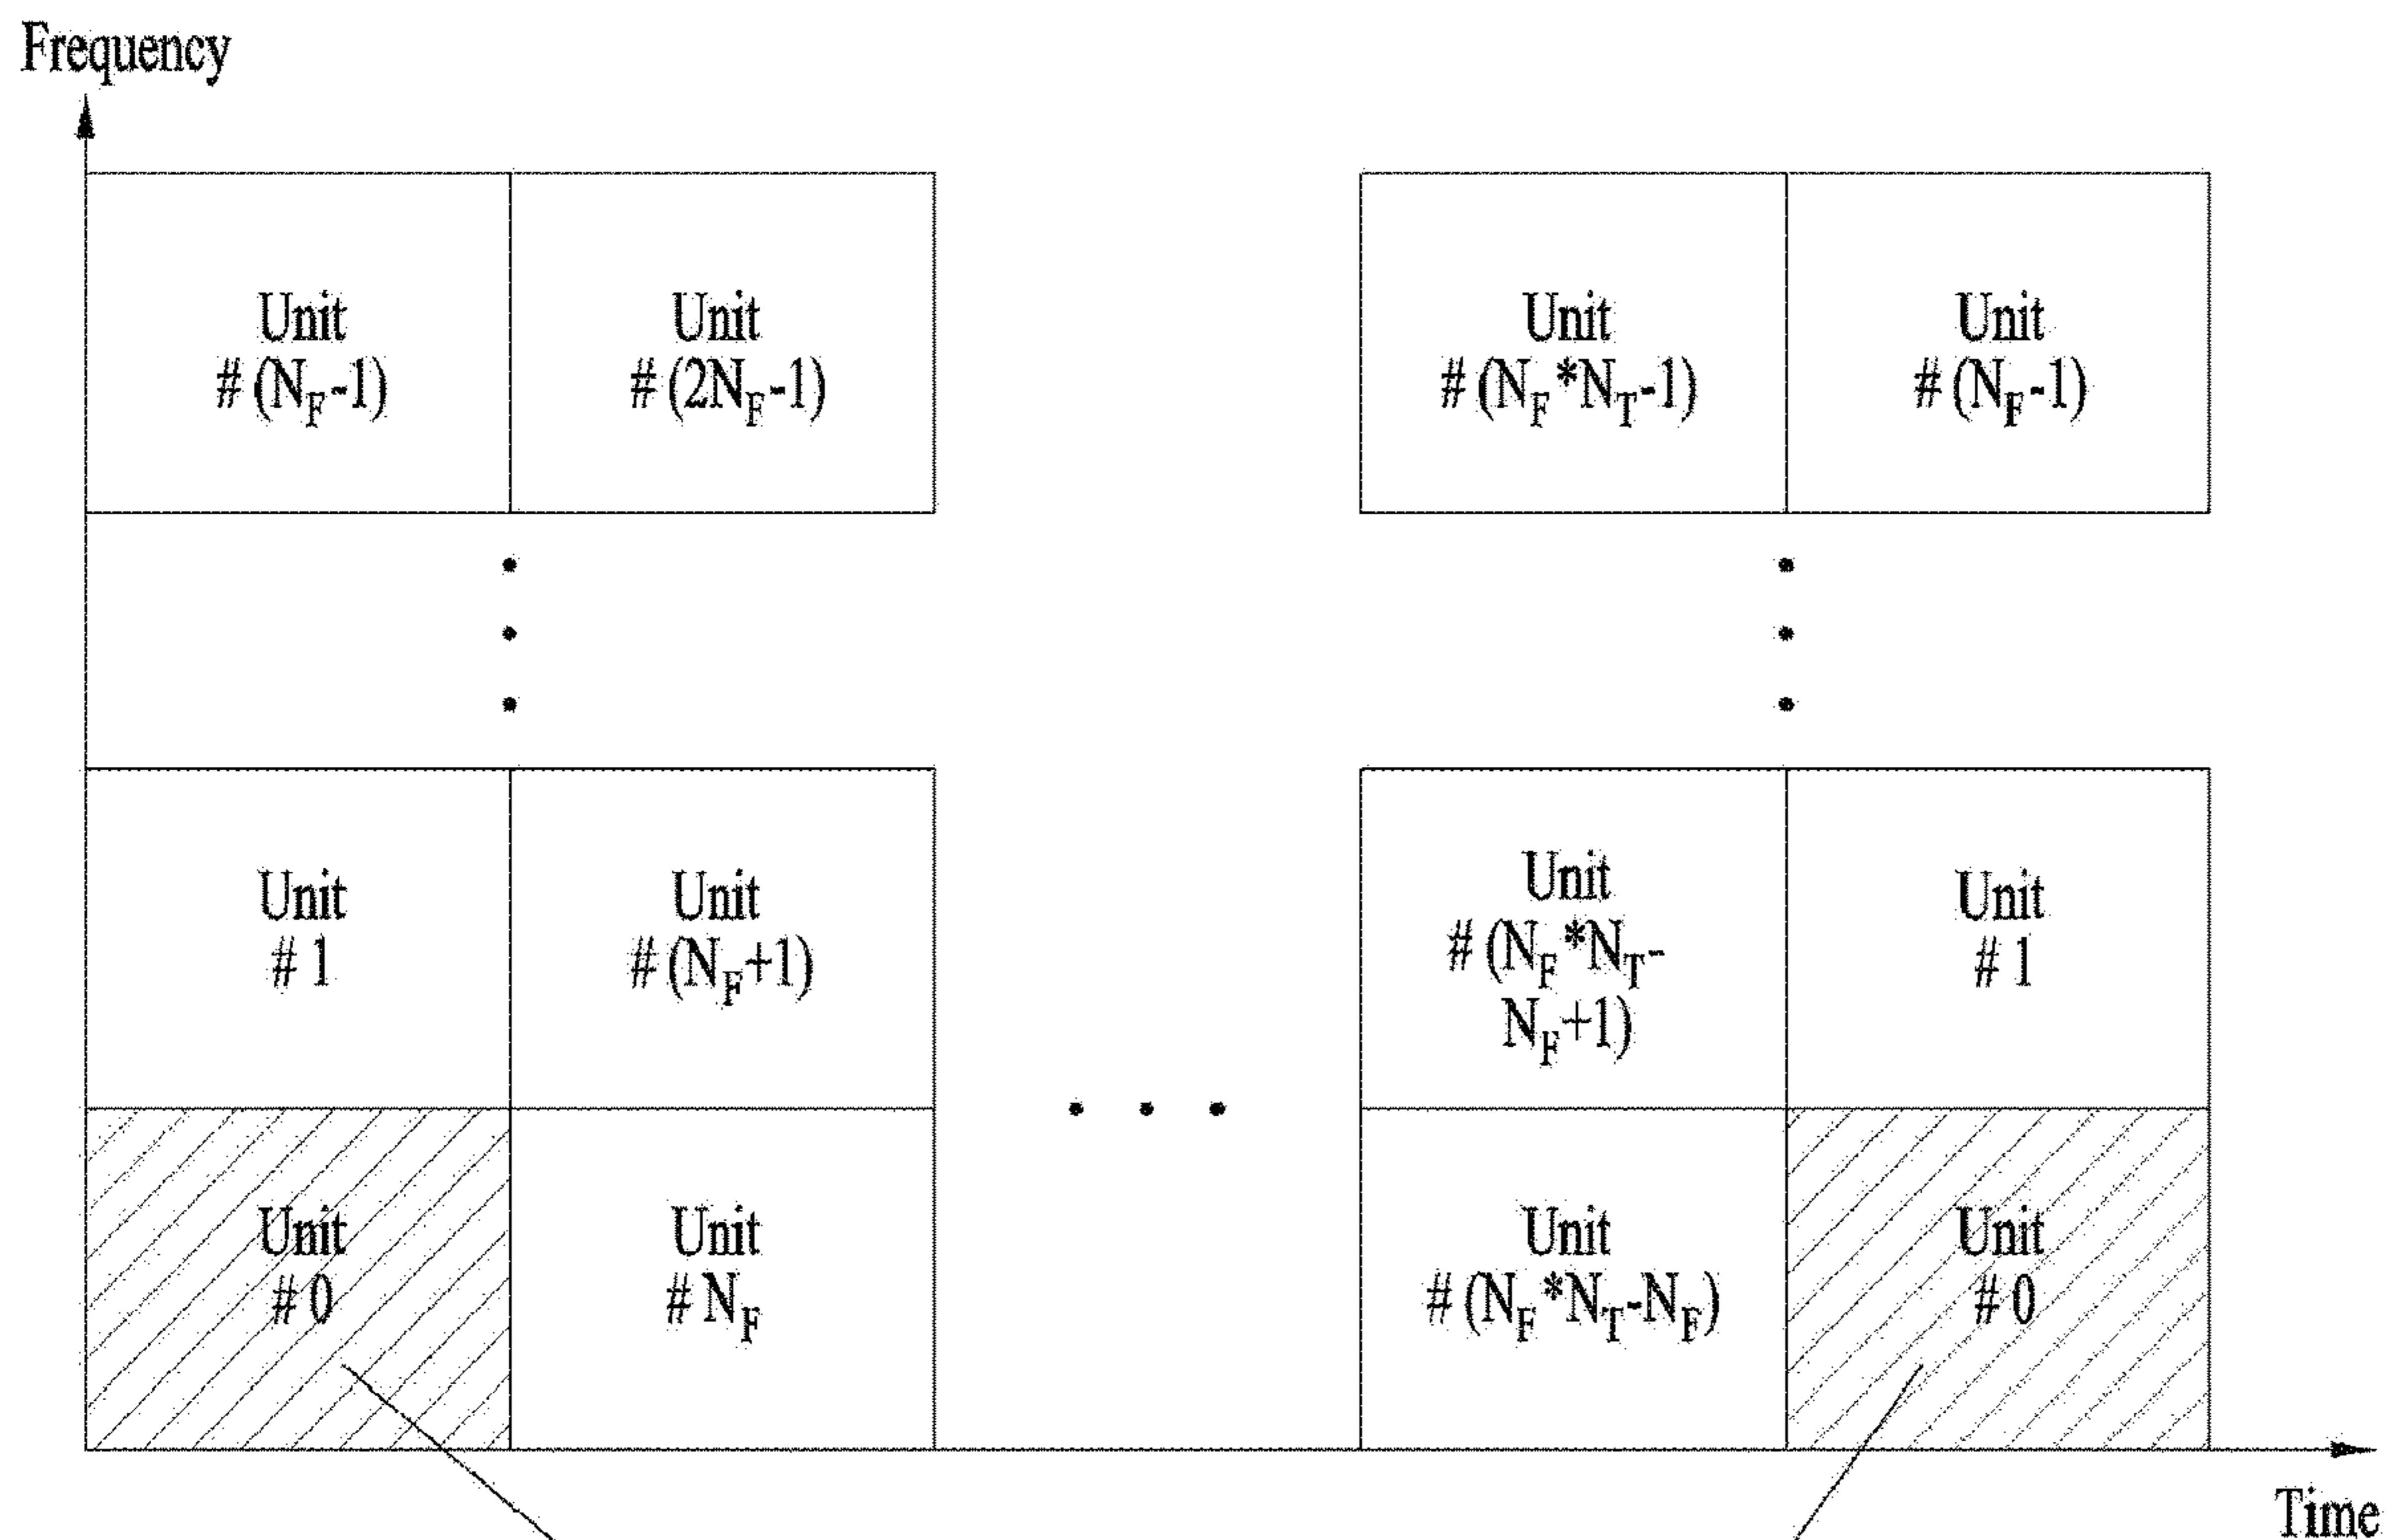 Frequency
Unit
# (N_F-1)
Unit
# (2N_F-1)
Unit
# (N_F*N_T-1)
Unit
# (N_F-1)
Unit
# 1
Unit
# (N_F+1)
Unit
# (N_F*N_T-
N_F+1)
Unit
# 1
Unit
# 0
Unit
# N_F
Unit
# (N_F*N_T-N_F)
Unit
# 0
Time